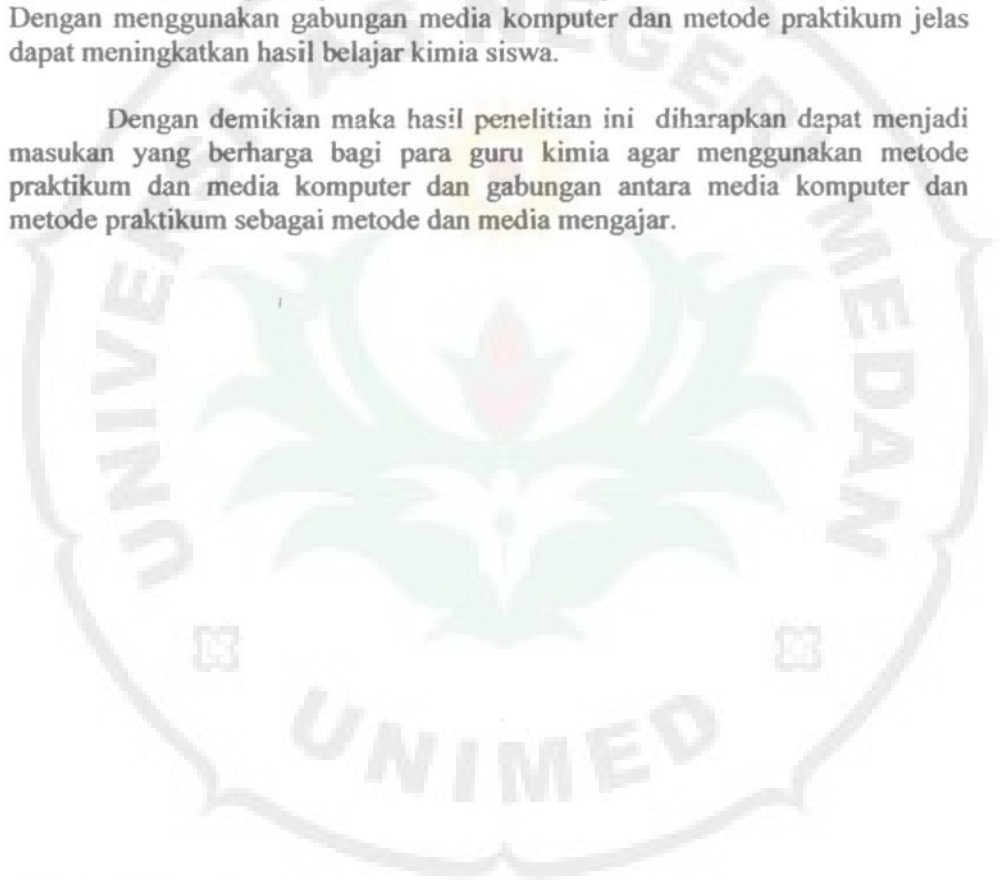 Dengan menggunakan gabungan media komputer dan metode praktikum jelas
dapat meningkatkan hasil belajar kimia siswa.
Dengan demikian maka hasil penelitian ini diharapkan dapat menjadi
masukan yang berharga bagi para guru kimia agar menggunakan metode
praktikum dan media komputer dan gabungan antara media komputer dan
metode praktikum sebagai metode dan media mengajar.
UNIVERSITAS NEGERI MEDAN
UNIMED